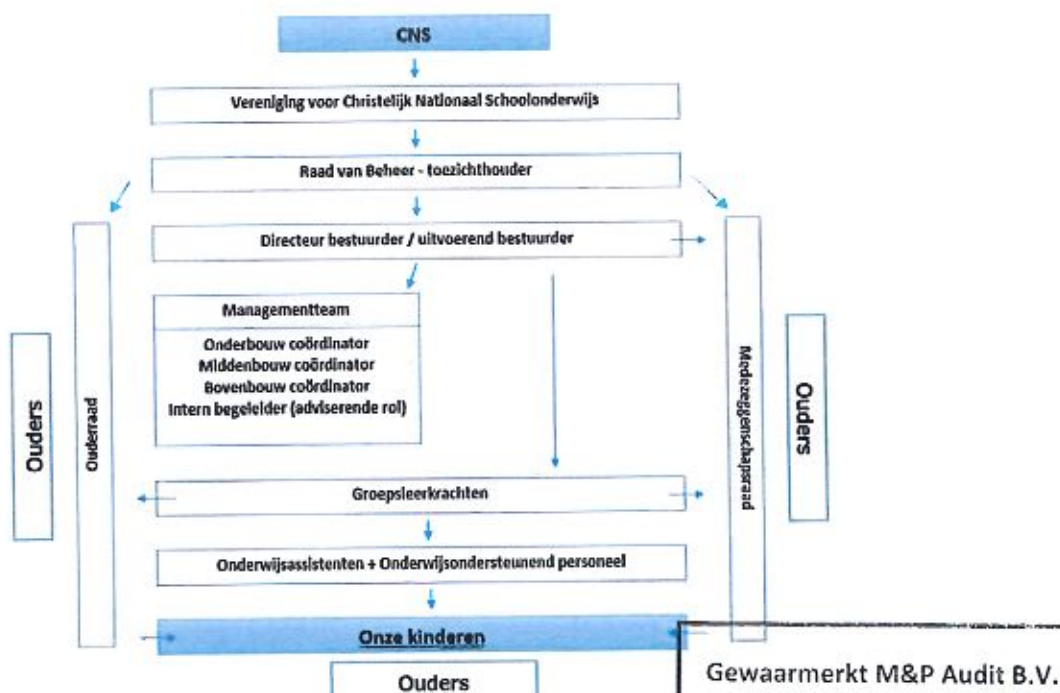 CNS
Vereniging voor Christelijk Nationaal Schoolonderwijs
Raad van Beheer - toezichthouder
Directeur bestuurder / uitvoerend bestuurder
Managementteam
Onderbouw coördinator
Middenbouw coördinator
Bovenbouw coördinator
Intern begeleider (adviserende rol)
Ouders
Ouderraad
Medezeggenschapsraad
Ouders
Groepsleerkrachten
Onderwijsassistenten + Onderwijsondersteunend personeel
Onze kinderen
Ouders
Gewaarmerkt M&P Audit B.V.